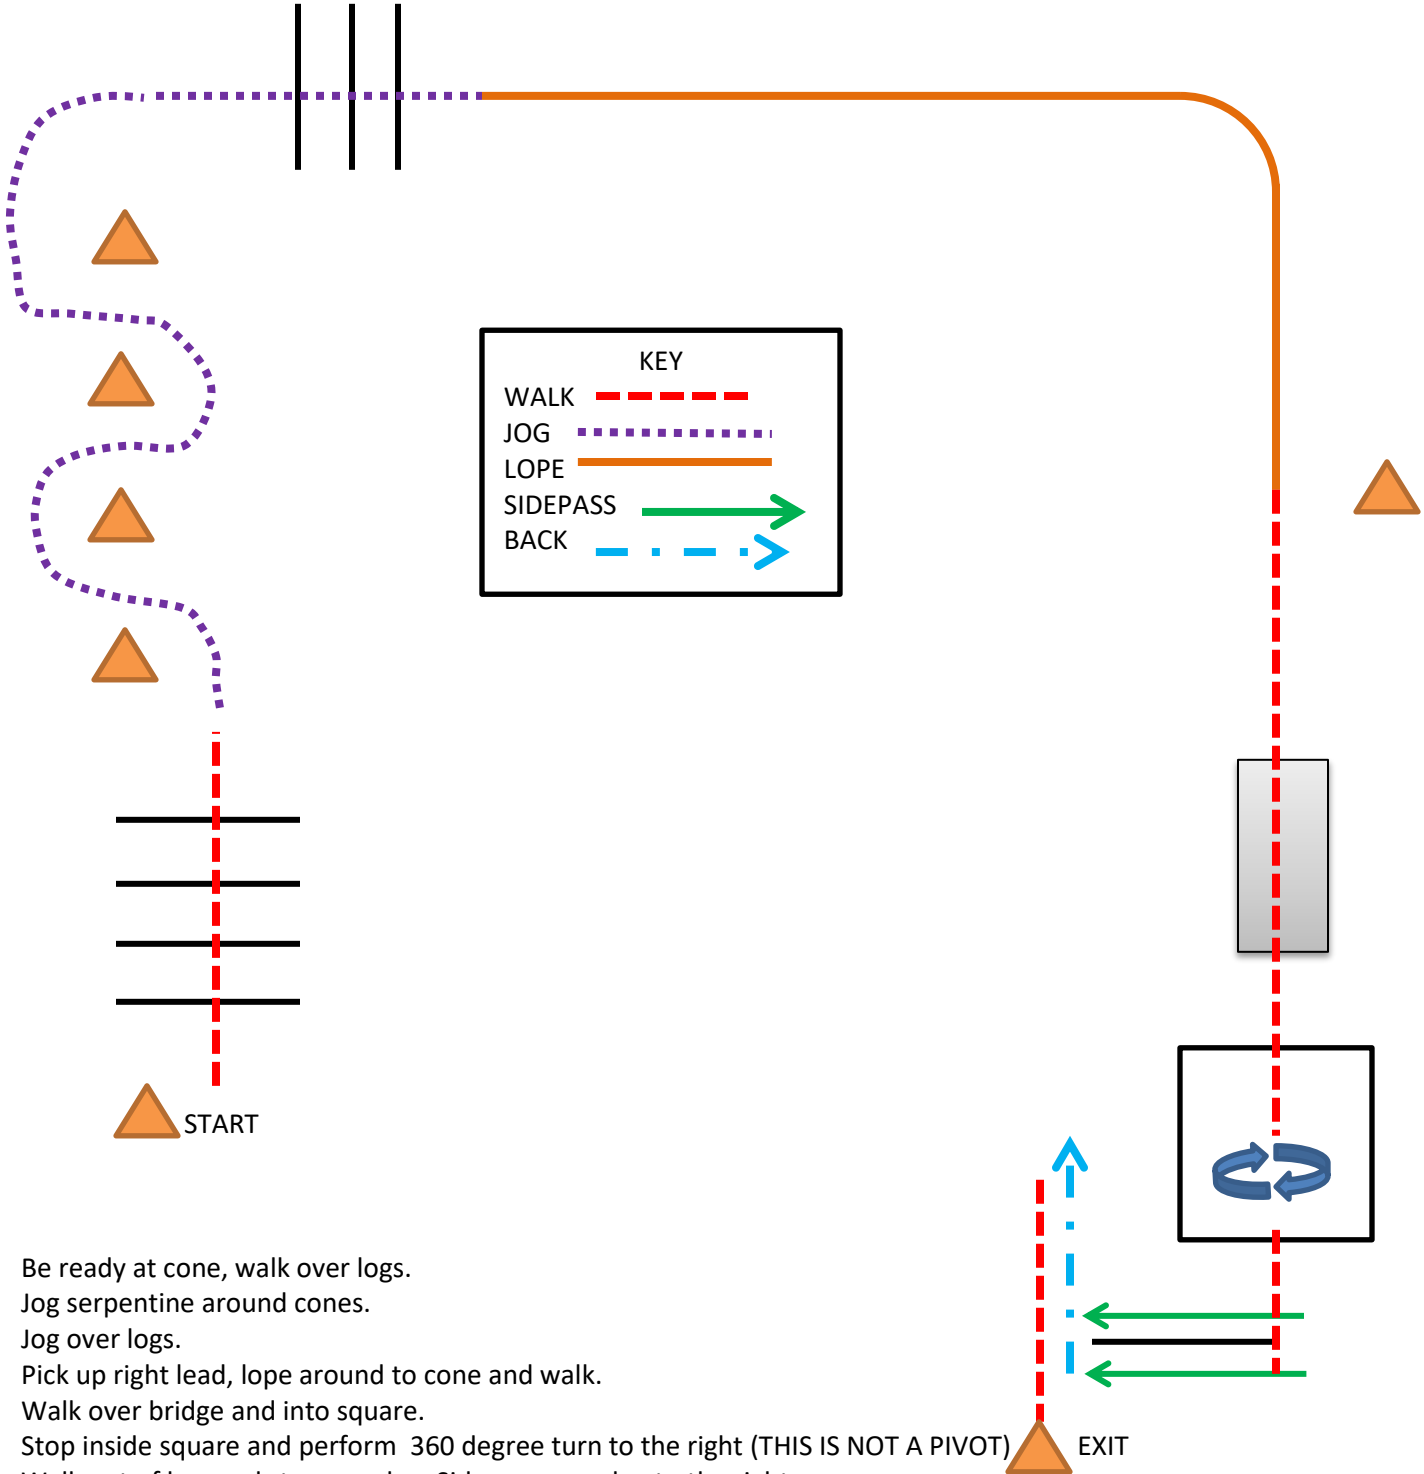 KEY
WALK
JOG
LOPE
SIDEPASS
BACK
START
Be ready at cone, walk over logs.
Jog serpentine around cones.
Jog over logs.
Pick up right lead, lope around to cone and walk.
Walk over bridge and into square.
Stop inside square and perform  360 degree turn to the right (THIS IS NOT A PIVOT)
EXIT